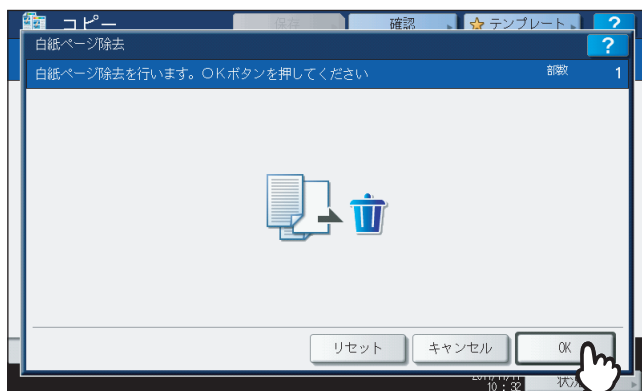 コピー 保存 確認 テンプレート ?
白紙ページ除去 ?
白紙ページ除去を行います。OKボタンを押してください 部数 1
リセット キャンセル OK
10:32 状況